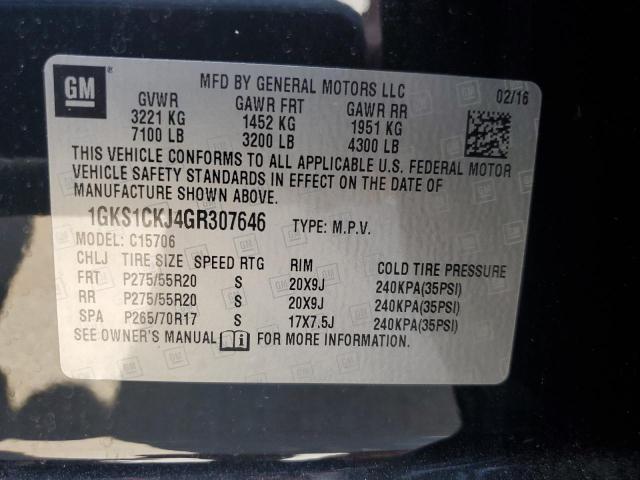 GM
MFD BY GENERAL MOTORS LLC 02/16
GVWR GAWR FRT GAWR RR
3221 KG 1452 KG 1951 KG
7100 LB 3200 LB 4300 LB
THIS VEHICLE CONFORMS TO ALL APPLICABLE U.S. FEDERAL MOTOR
VEHICLE SAFETY STANDARDS IN EFFECT ON THE DATE OF
MANUFACTURE SHOWN ABOVE.
1GKS1CKJ4GR307646 TYPE: M.P.V.
MODEL: C15706
CHLJ TIRE SIZE SPEED RTG RIM COLD TIRE PRESSURE
FRT P275/55R20 S 20X9J 240KPA(35PSI)
RR P275/55R20 S 20X9J 240KPA(35PSI)
SPA P265/70R17 S 17X7.5J 240KPA(35PSI)
SEE OWNER'S MANUAL FOR MORE INFORMATION.